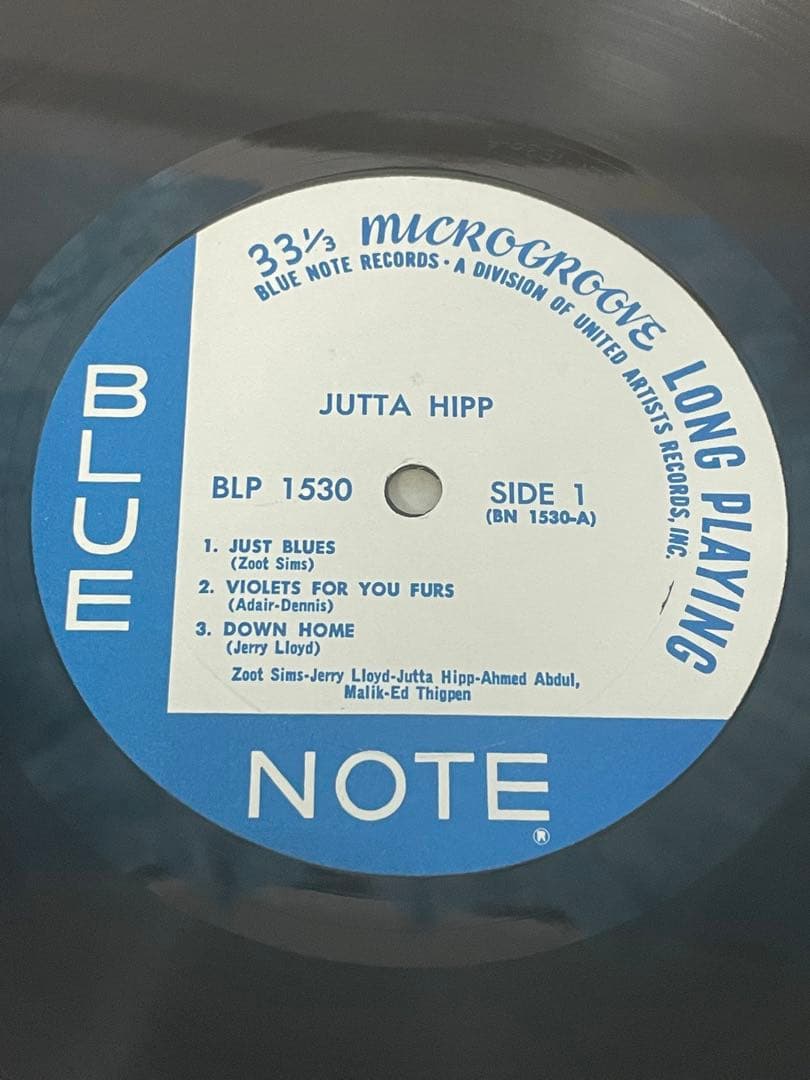 33⅓ MICROGROOVE LONG PLAYING
BLUE NOTE RECORDS • A DIVISION OF UNITED ARTISTS RECORDS, INC.
JUTTA HIPP
BLP 1530
SIDE 1
(BN 1530-A)
1. JUST BLUES
(Zoot Sims)
2. VIOLETS FOR YOU FURS
(Adair-Dennis)
3. DOWN HOME
(Jerry Lloyd)
Zoot Sims-Jerry Lloyd-Jutta Hipp-Ahmed Abdul,
Malik-Ed Thigpen
BLUE
NOTE
®